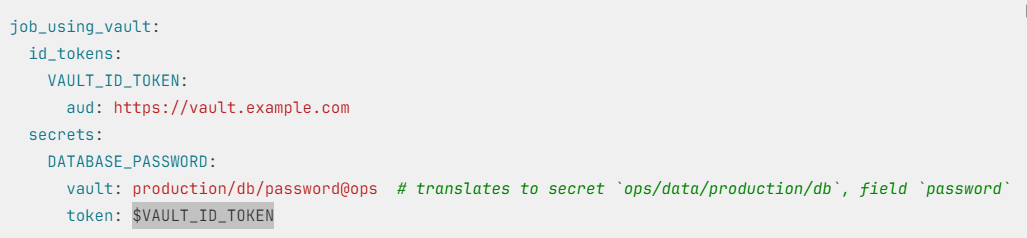 job_using_vault:
  id_tokens:
    VAULT_ID_TOKEN:
      aud: https://vault.example.com
  secrets:
    DATABASE_PASSWORD:
      vault: production/db/password@ops  # translates to secret `ops/data/production/db`, field `password`
      token: $VAULT_ID_TOKEN